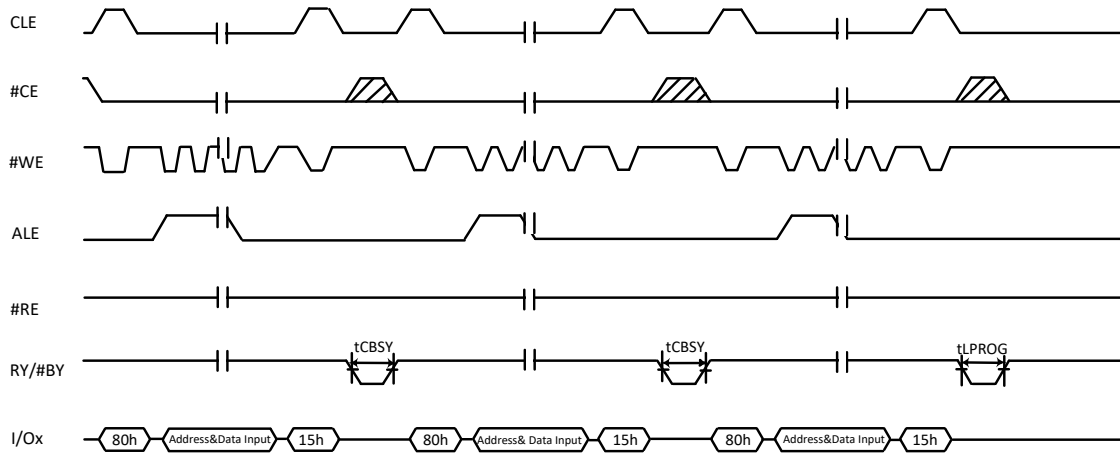 CLE
#CE
#WE
ALE
#RE
RY/#BY tCBSY tCBSY tLPROG
I/Ox 80h Address&Data Input 15h 80h Address& Data Input 15h 80h Address&Data Input 15h